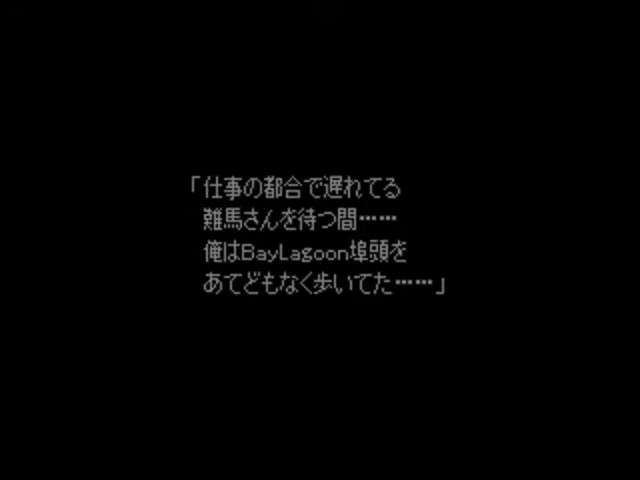 「仕事の都合で遅れてる
難馬さんを待つ間……
俺はBayLagoon埠頭を
あてどもなく歩いてた……」